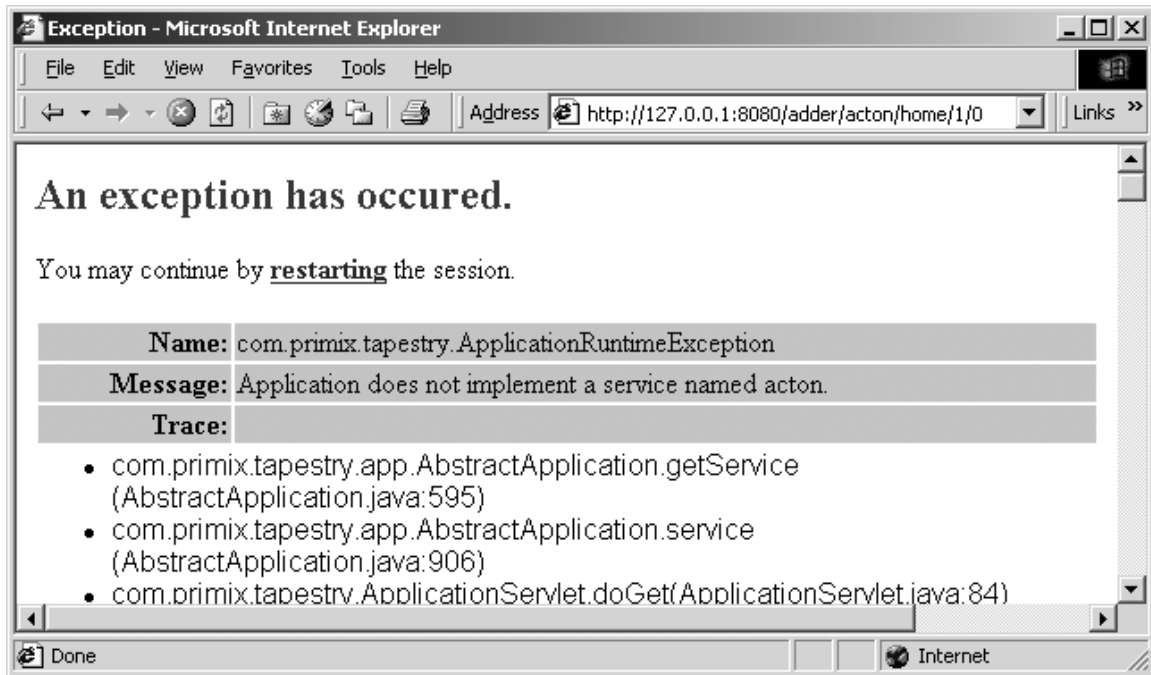 Exception - Microsoft Internet Explorer
File Edit View Favorites Tools Help
Address http://127.0.0.1:8080/adder/acton/home/1/0 Links »
An exception has occured.
You may continue by restarting the session.
Name: com.primix.tapestry.ApplicationRuntimeException
Message: Application does not implement a service named acton.
Trace:
• com.primix.tapestry.app.AbstractApplication.getService
(AbstractApplication.java:595)
• com.primix.tapestry.app.AbstractApplication.service
(AbstractApplication.java:906)
• com.primix.tapestry.ApplicationServlet.doGet(ApplicationServlet.java:84)
Done Internet